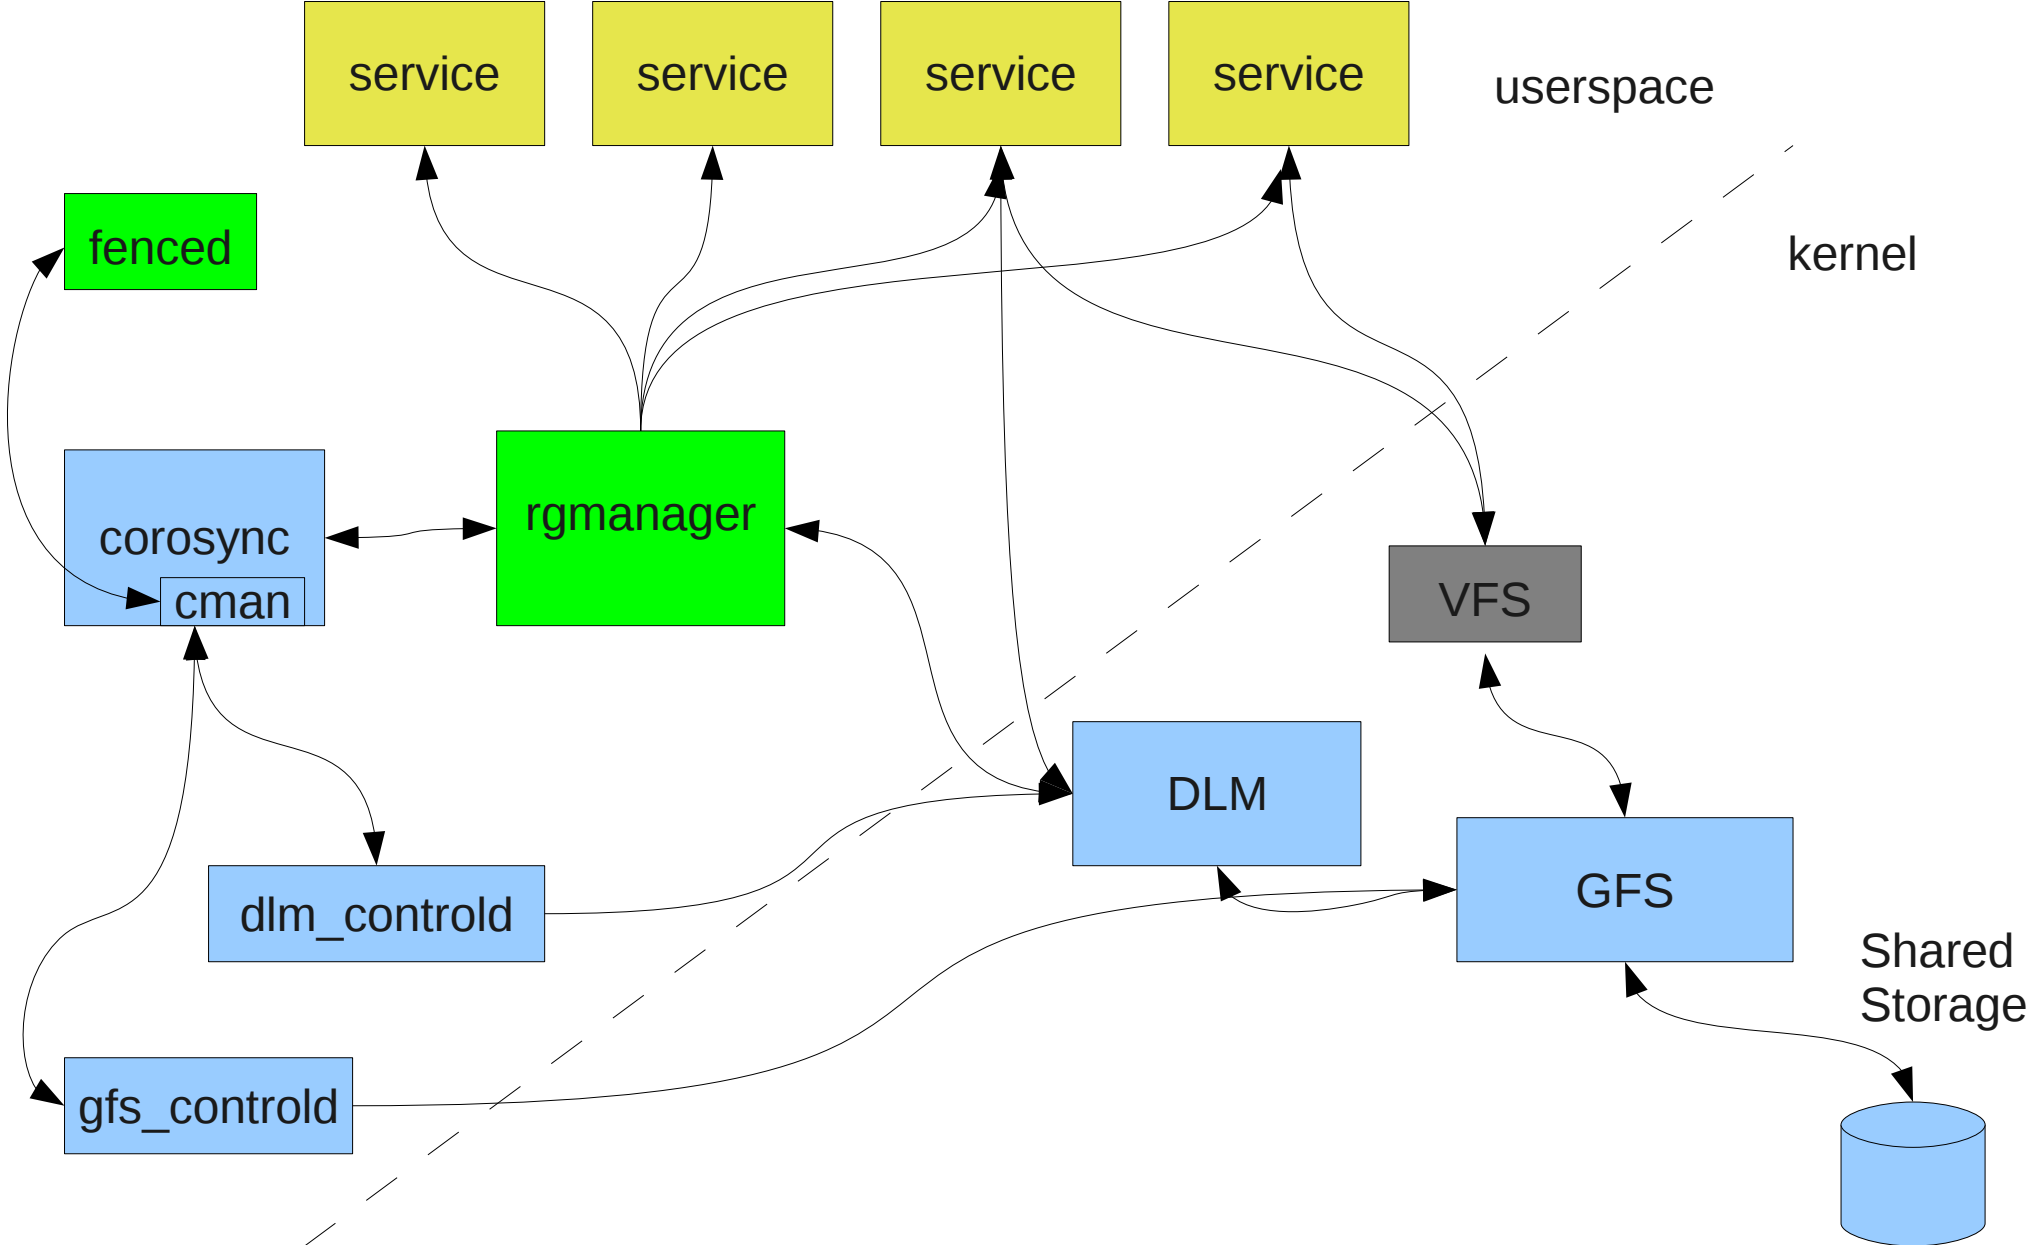 service
service
service
service
userspace
kernel
fenced
rgmanager
corosync
cman
VFS
DLM
GFS
dlm_controld
Shared
Storage
gfs_controld